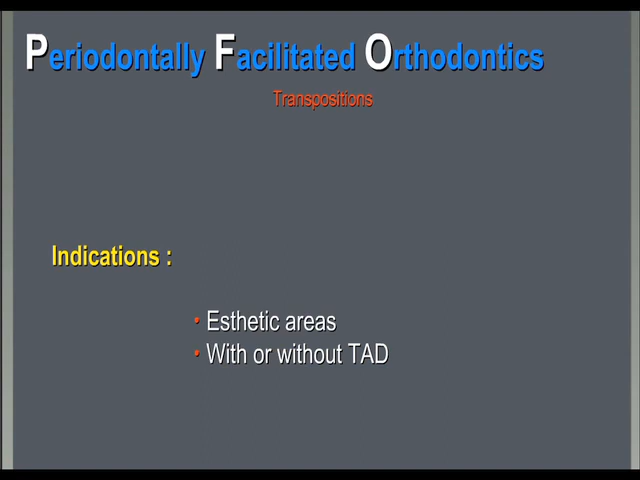 Periodontally Facilitated Orthodontics
Transpositions
Indications :
• Esthetic areas
• With or without TAD